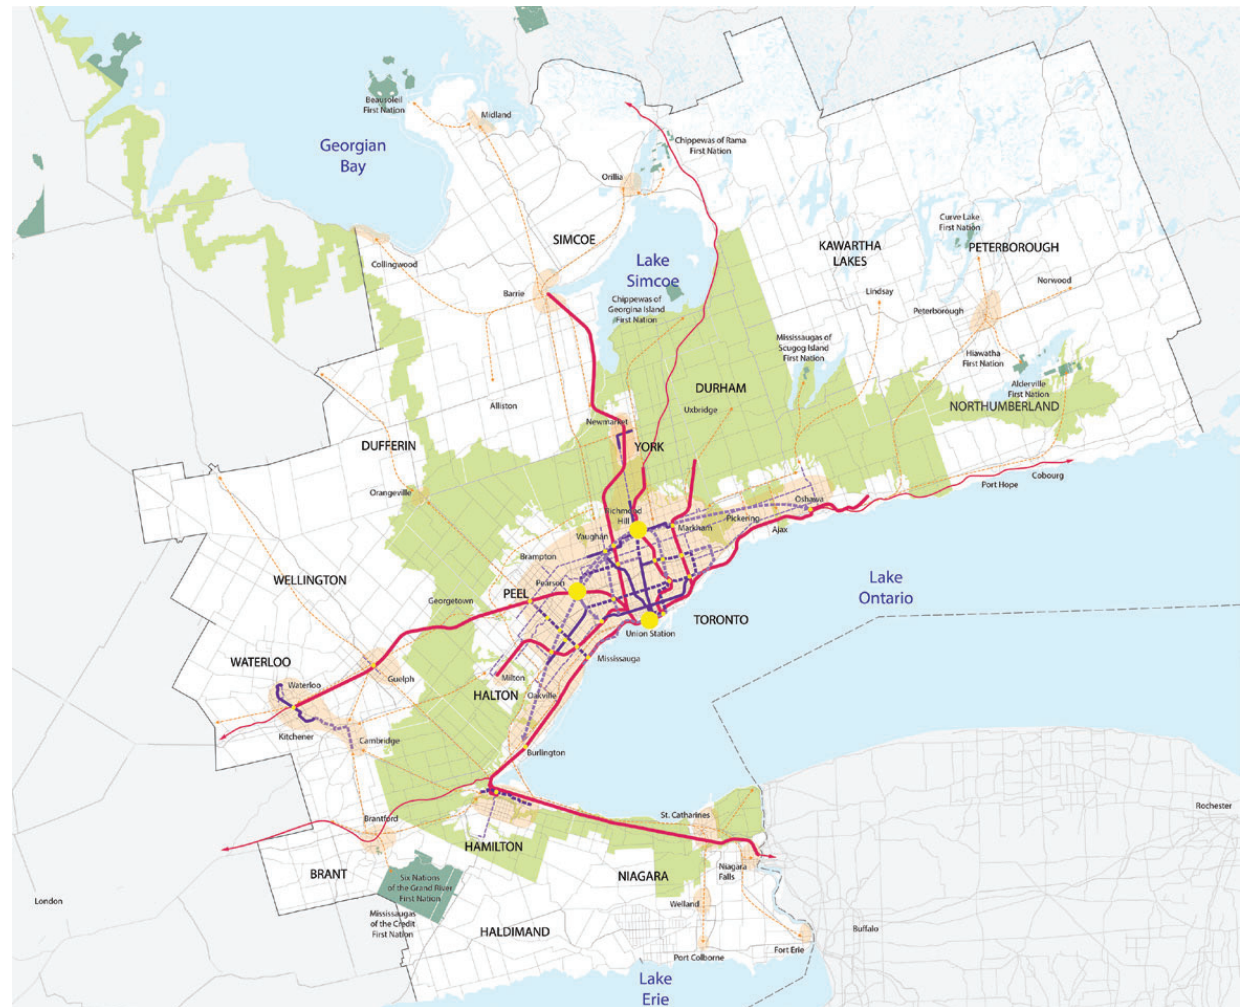 Beausoleil
First Nation
Midland
Georgian
Bay
Chippewas of Rama
First Nation
Orillia
SIMCOE
Collingwood
Barrie
Lake
Simcoe
Chippewas of
Georgina Island
First Nation
KAWARTHA
LAKES
Curve Lake
First Nation
PETERBOROUGH
Lindsay
Norwood
Peterborough
Mississaugas of
Scugog Island
First Nation
Hiawatha
First Nation
Alderville
First Nation
NORTHUMBERLAND
DURHAM
Uxbridge
Alliston
Newmarket
YORK
DUFFERIN
Orangeville
Richmond
Hill
Vaughan
Markham
Pickering
Oshawa
Ajax
Port Hope
Cobourg
Brampton
Pearson
PEEL
WELLINGTON
Georgetown
Union Station
TORONTO
Lake
Ontario
Mississauga
WATERLOO
Waterloo
Guelph
Milton
HALTON
Oakville
Kitchener
Cambridge
Burlington
Brantford
HAMILTON
St. Catharines
Rochester
BRANT
Six Nations
of the Grand River
First Nation
NIAGARA
Niagara
Falls
London
Mississaugas
of the Credit
First Nation
HALDIMAND
Welland
Port Colborne
Fort Erie
Buffalo
Lake
Erie